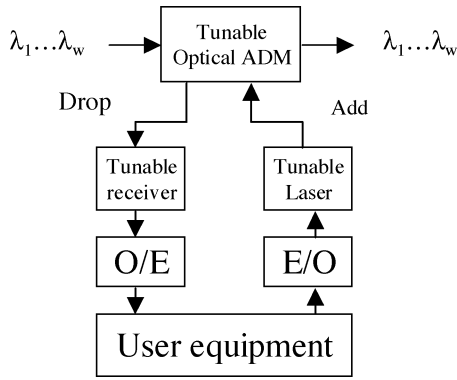 λ1...λw
Tunable
Optical ADM
λ1...λw
Drop
Add
Tunable
receiver
Tunable
Laser
O/E
E/O
User equipment